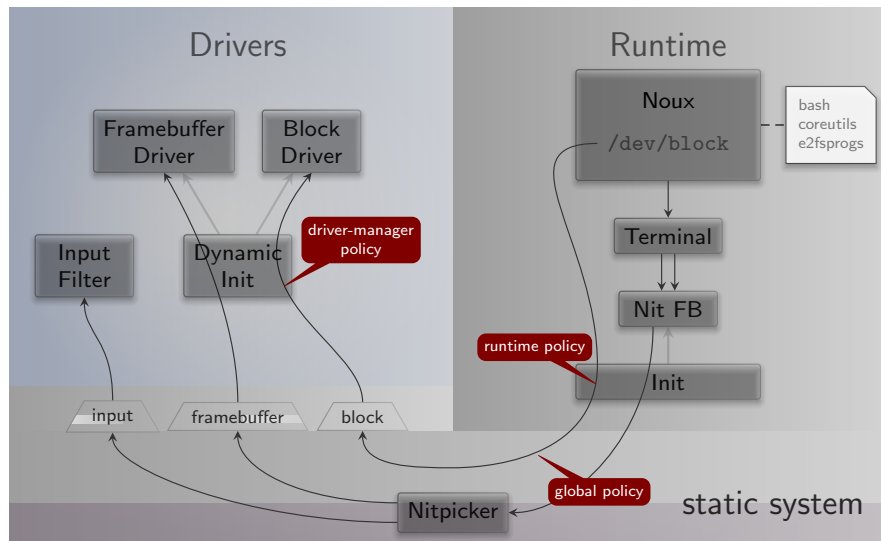 Drivers
Runtime
Noux
/dev/block
bash
coreutils
e2fsprogs
Framebuffer
Driver
Block
Driver
driver-manager
policy
Terminal
Input
Filter
Dynamic
Init
Nit FB
runtime policy
Init
input
framebuffer
block
global policy
static system
Nitpicker